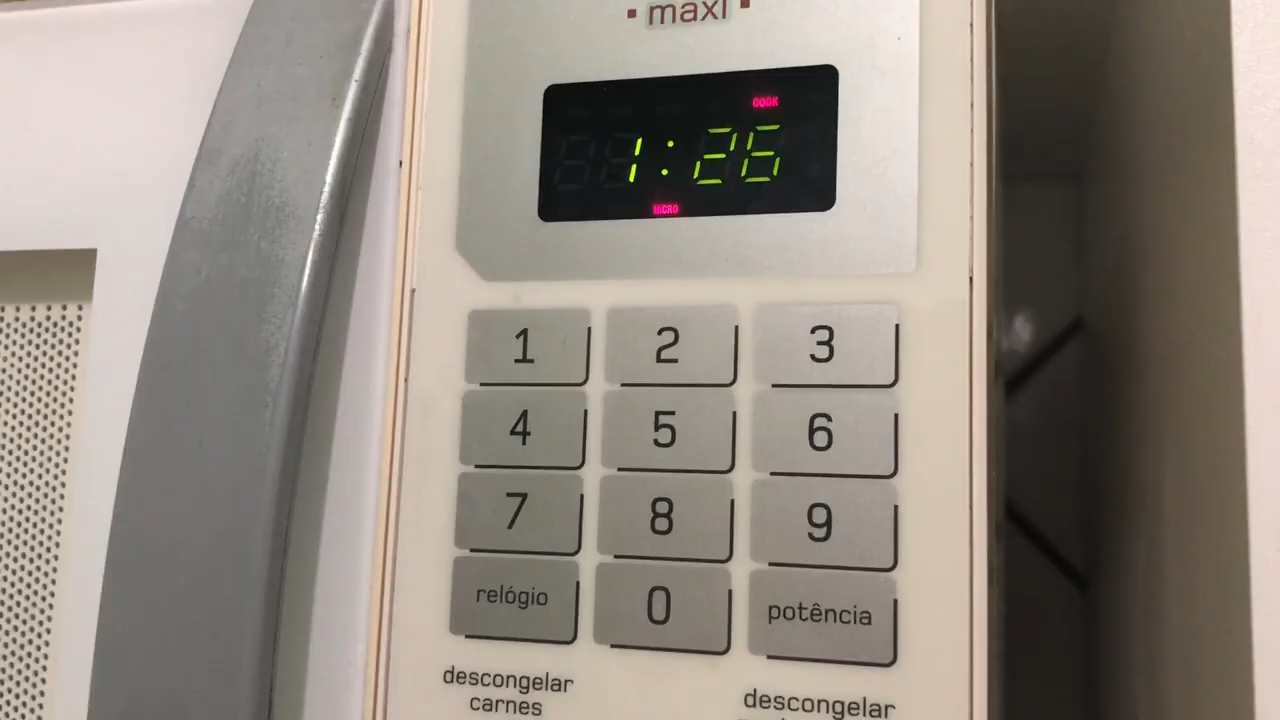 ▪ maxi ▪
COOK
1:26
MICRO
1 2 3
4 5 6
7 8 9
relógio 0 potência
descongelar descongelar
carnes